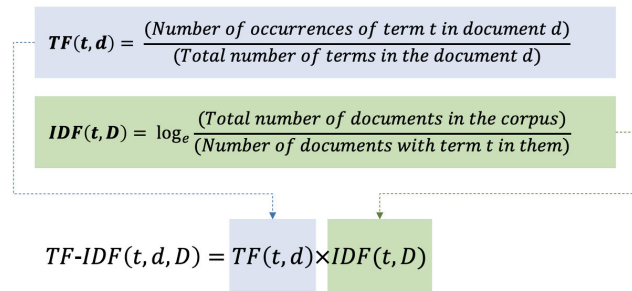 TF(t,d) = (Number of occurrences of term t in document d) / (Total number of terms in the document d)
IDF(t,D) = log_e (Total number of documents in the corpus) / (Number of documents with term t in them)
TF-IDF(t,d,D) = TF(t,d)×IDF(t,D)